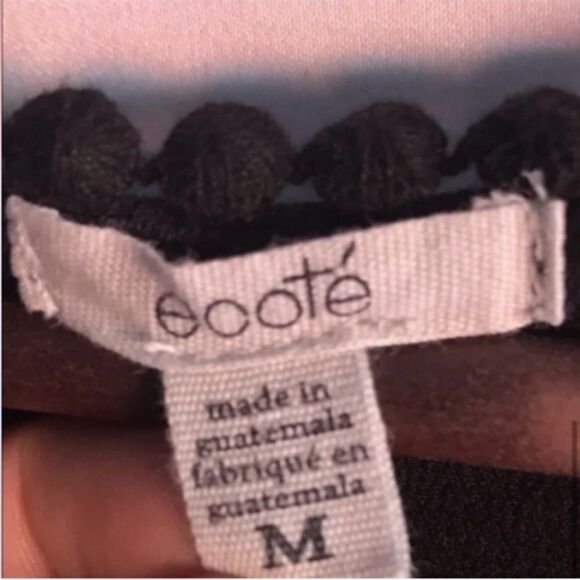 ecoté
made in
guatemala
fabriqué en
guatemala
M